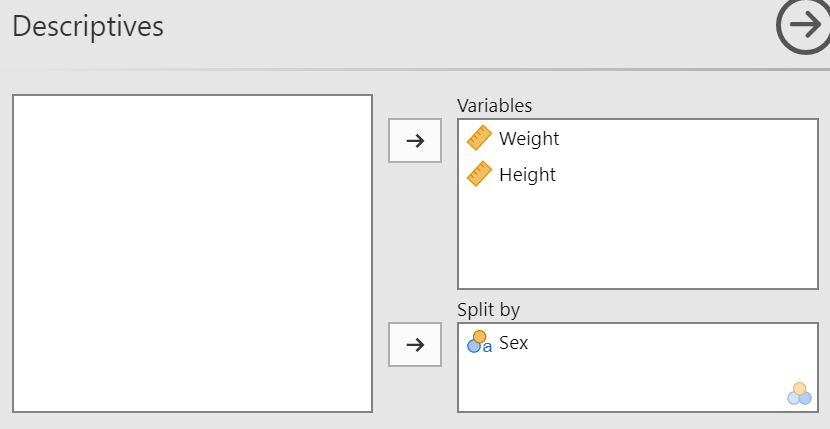 Descriptives
Variables
Weight
Height
Split by
a Sex